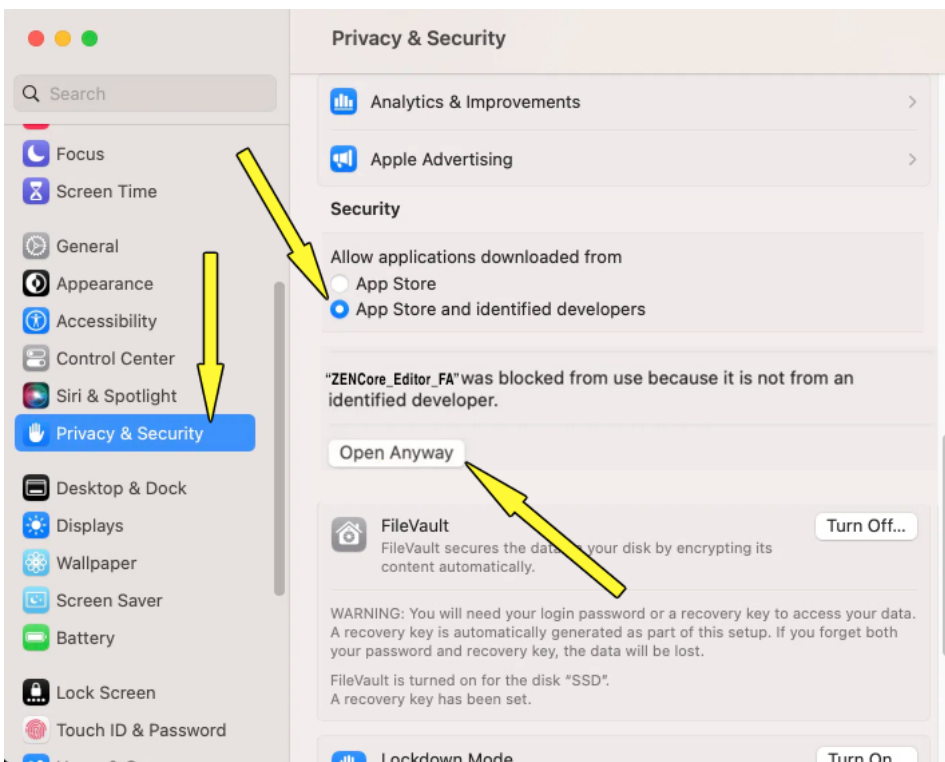 Privacy & Security
Search
Focus
Screen Time
General
Appearance
Accessibility
Control Center
Siri & Spotlight
Privacy & Security
Desktop & Dock
Displays
Wallpaper
Screen Saver
Battery
Lock Screen
Touch ID & Password
Analytics & Improvements
Apple Advertising
Security
Allow applications downloaded from
App Store
App Store and identified developers
“ZENCore_Editor_FA” was blocked from use because it is not from an
identified developer.
Open Anyway
FileVault
Turn Off...
FileVault secures the data your disk by encrypting its
content automatically.
WARNING: You will need your login password or a recovery key to access your data.
A recovery key is automatically generated as part of this setup. If you forget both
your password and recovery key, the data will be lost.
FileVault is turned on for the disk “SSD”.
A recovery key has been set.
Lockdown Mode
Turn On